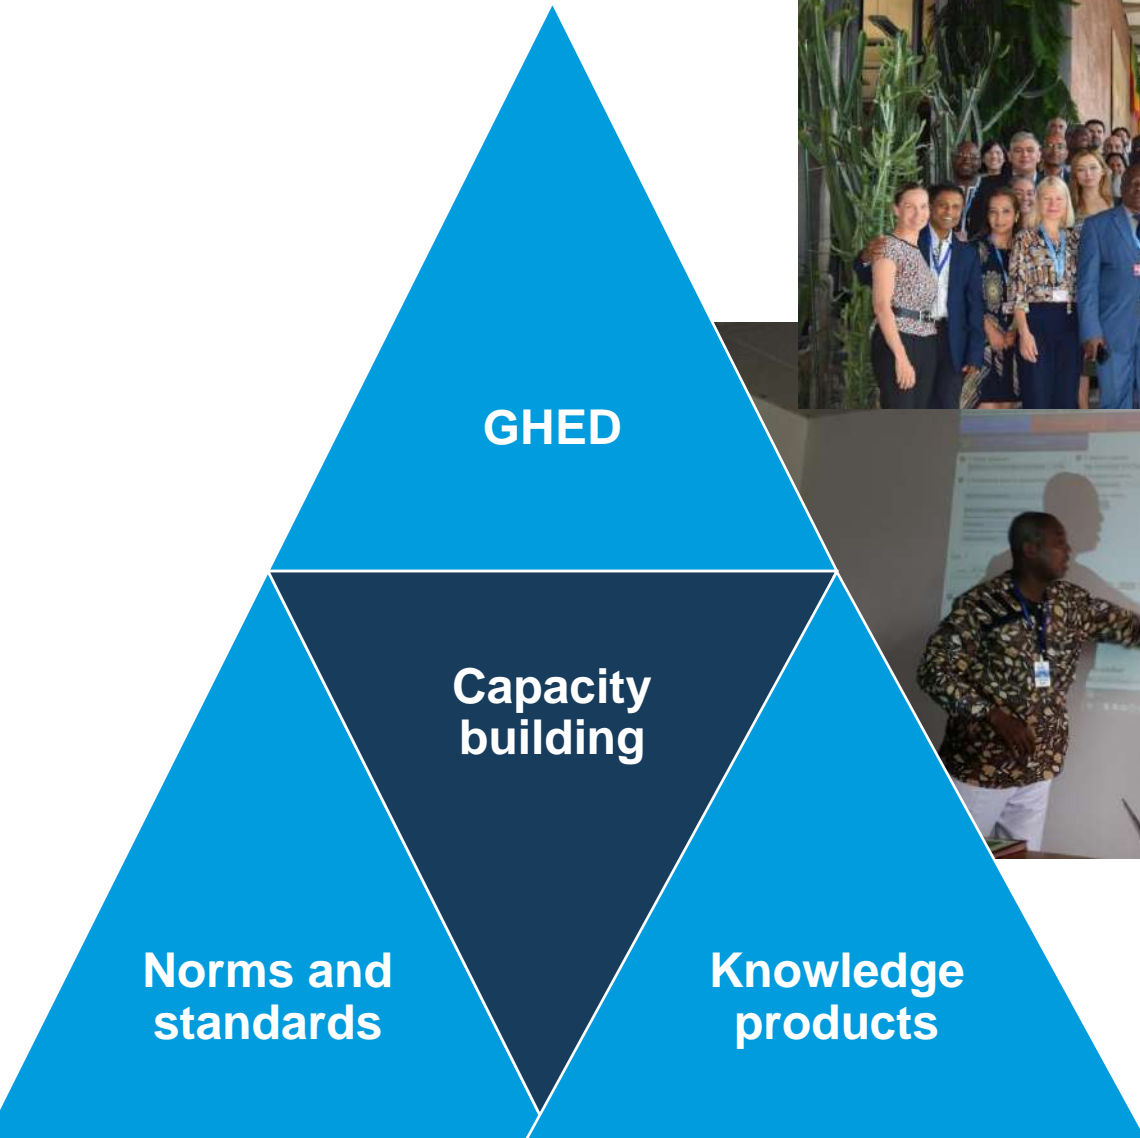 GHED
Capacity
building
Norms and
standards
Knowledge
products